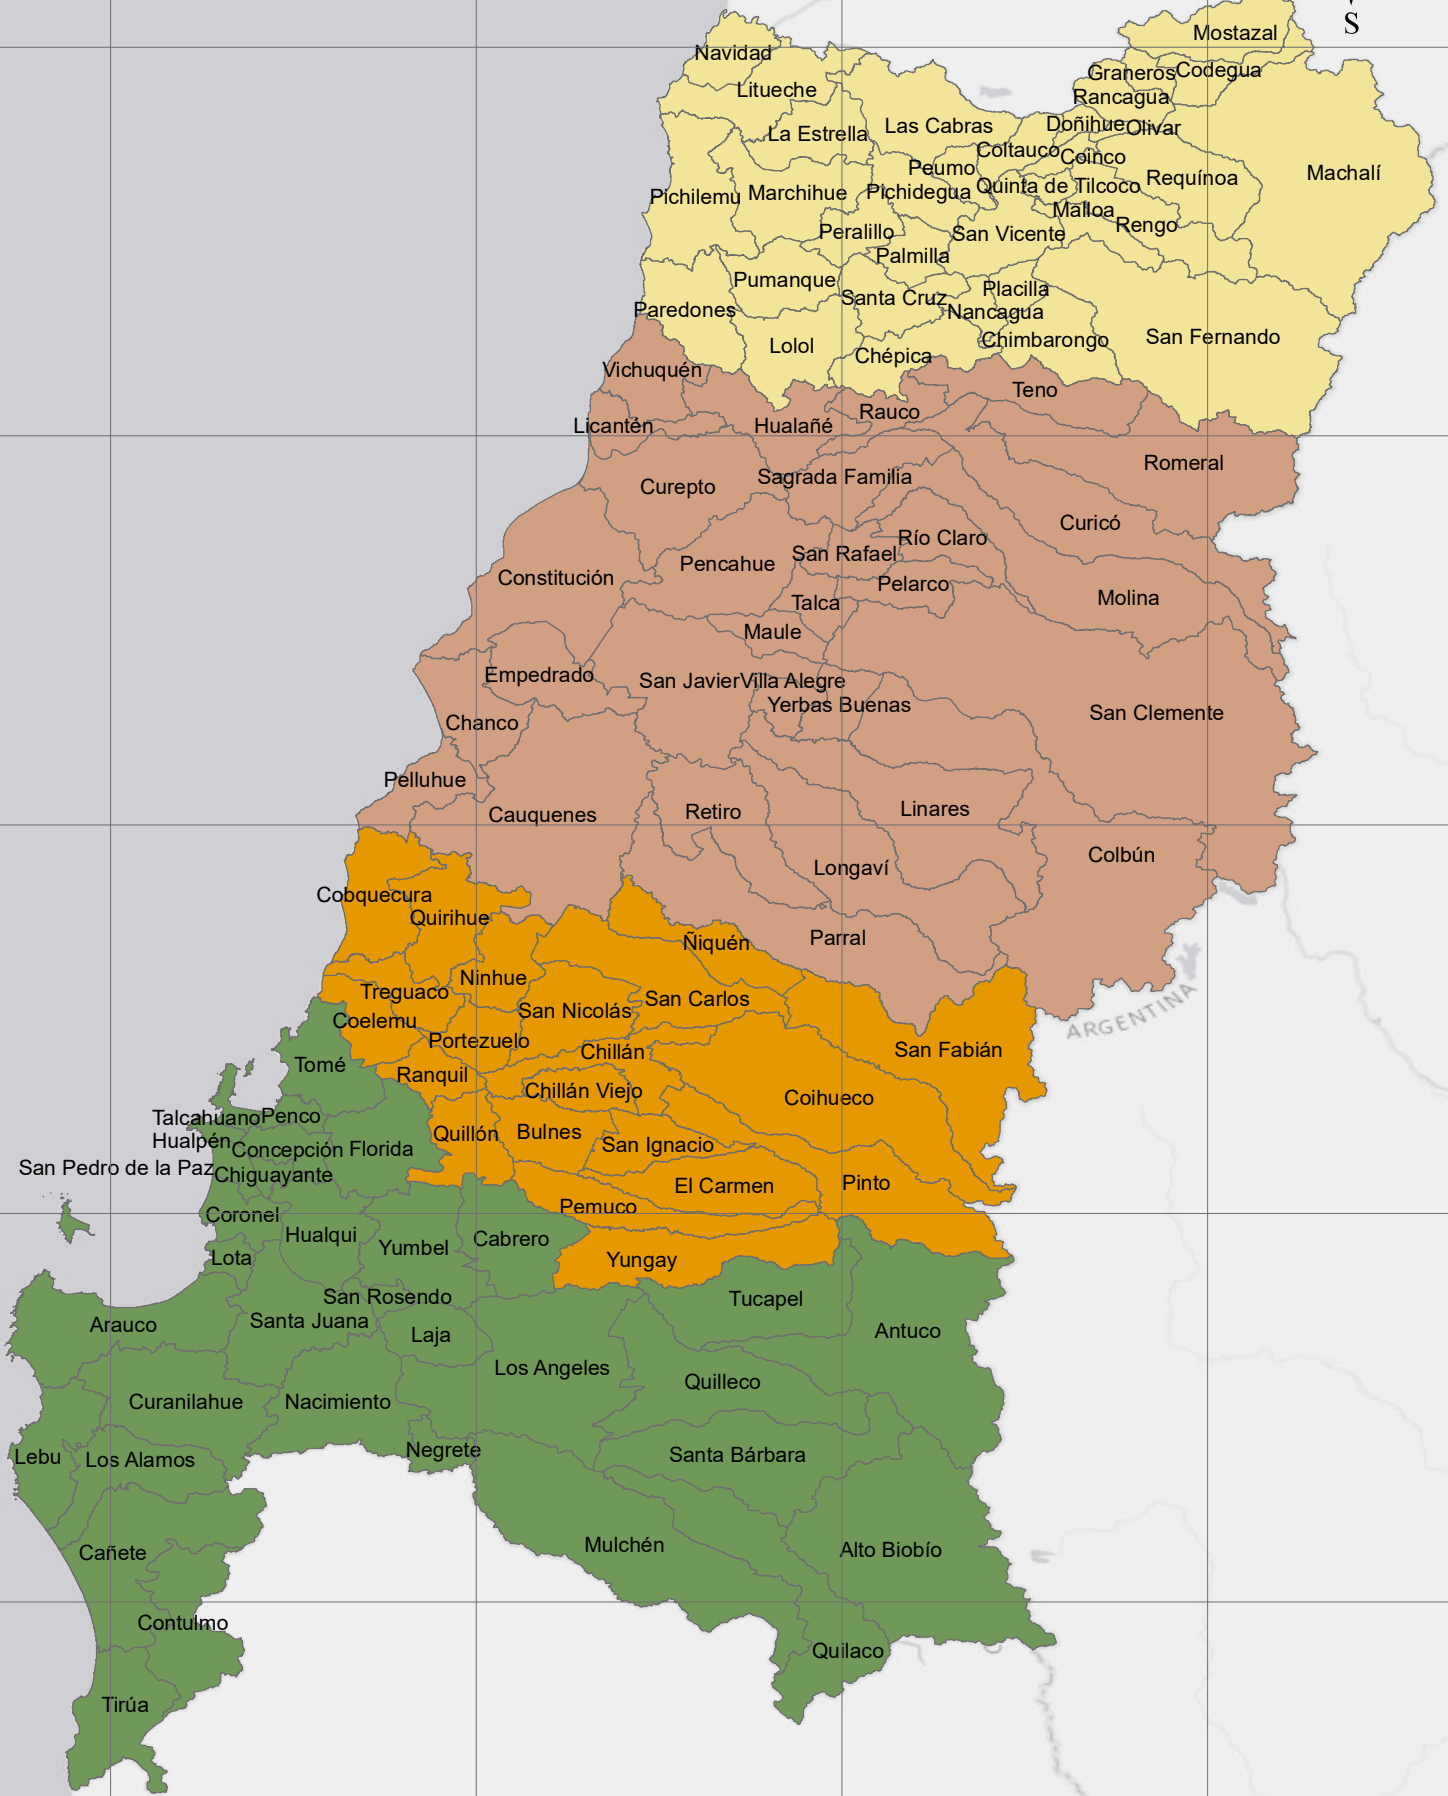 S
Mostazal
Navidad
Graneros
Codegua
Litueche
Rancagua
Las Cabras
Doñihue
Olivar
La Estrella
Coltauco
Coinco
Peumo
Machalí
Pichilemu
Marchihue
Pichidegua
Quinta de Tilcoco
Requínoa
Malloa
Rengo
Peralillo
San Vicente
Palmilla
Pumanque
Santa Cruz
Placilla
Paredones
Nancagua
Lolol
Chépica
Chimbarongo
San Fernando
Vichuquén
Teno
Licantén
Hualañé
Rauco
Romeral
Curepto
Sagrada Familia
Curicó
Río Claro
San Rafael
Pencahue
Constitución
Pelarco
Talca
Molina
Maule
Empedrado
San Javier
Villa Alegre
Yerbas Buenas
San Clemente
Chanco
Pelluhue
Cauquenes
Retiro
Linares
Colbún
Longaví
Cobquecura
Quirihue
Ñiquén
Parral
Ninhue
Treguaco
San Nicolás
San Carlos
ARGENTINA
Coelemu
Portezuelo
Chillán
San Fabián
Tomé
Ranquil
Chillán Viejo
Coihueco
Talcahuano
Penco
Hualpén
Concepción
Florida
Quillón
Bulnes
San Ignacio
San Pedro de la Paz
Chiguayante
El Carmen
Pinto
Coronel
Pemuco
Hualqui
Yumbel
Cabrero
Lota
Yungay
San Rosendo
Tucapel
Arauco
Santa Juana
Laja
Antuco
Los Angeles
Quilleco
Curanilahue
Nacimiento
Lebu
Los Alamos
Negrete
Santa Bárbara
Cañete
Mulchén
Alto Biobío
Contulmo
Quilaco
Tirúa